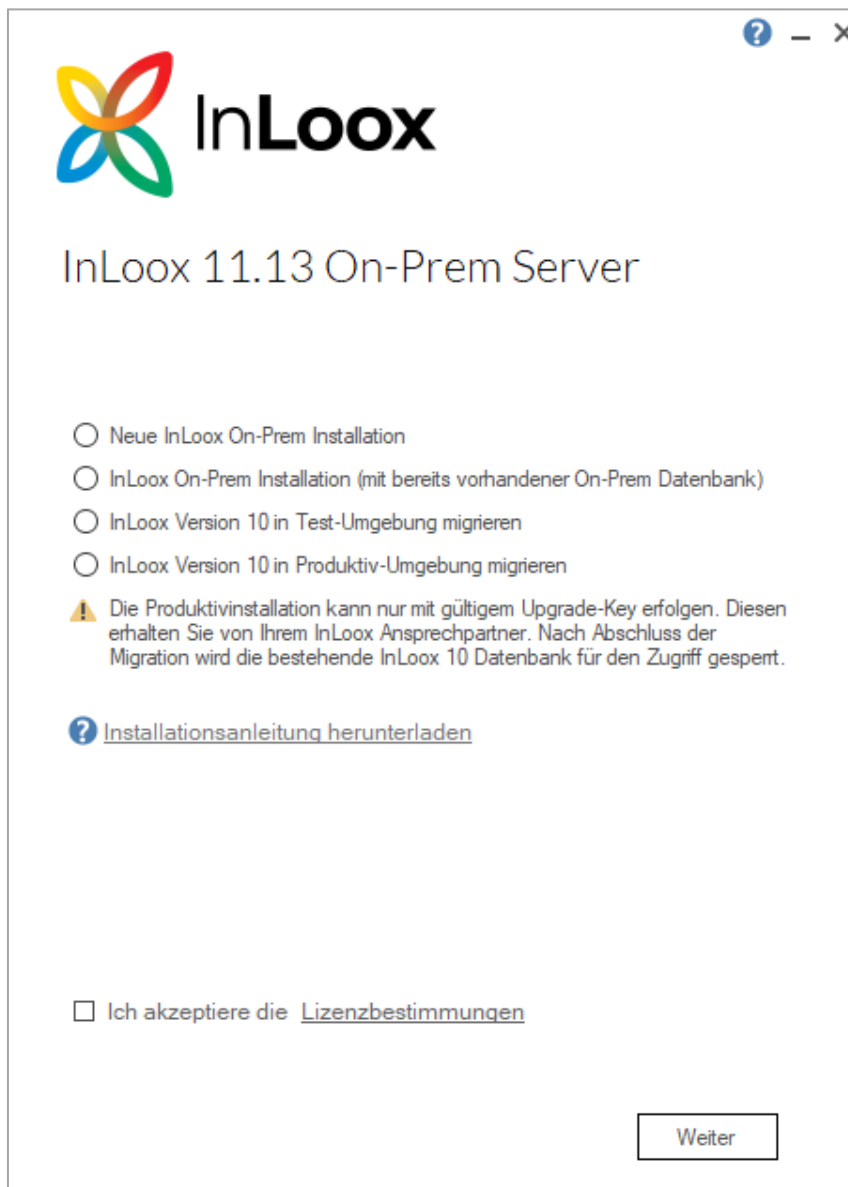 InLoox
InLoox 11.13 On-Prem Server
Neue InLoox On-Prem Installation
InLoox On-Prem Installation (mit bereits vorhandener On-Prem Datenbank)
InLoox Version 10 in Test-Umgebung migrieren
InLoox Version 10 in Produktiv-Umgebung migrieren
Die Produktivinstallation kann nur mit gültigem Upgrade-Key erfolgen. Diesen
erhalten Sie von Ihrem InLoox Ansprechpartner. Nach Abschluss der
Migration wird die bestehende InLoox 10 Datenbank für den Zugriff gesperrt.
Installationsanleitung herunterladen
Ich akzeptiere die Lizenzbestimmungen
Weiter